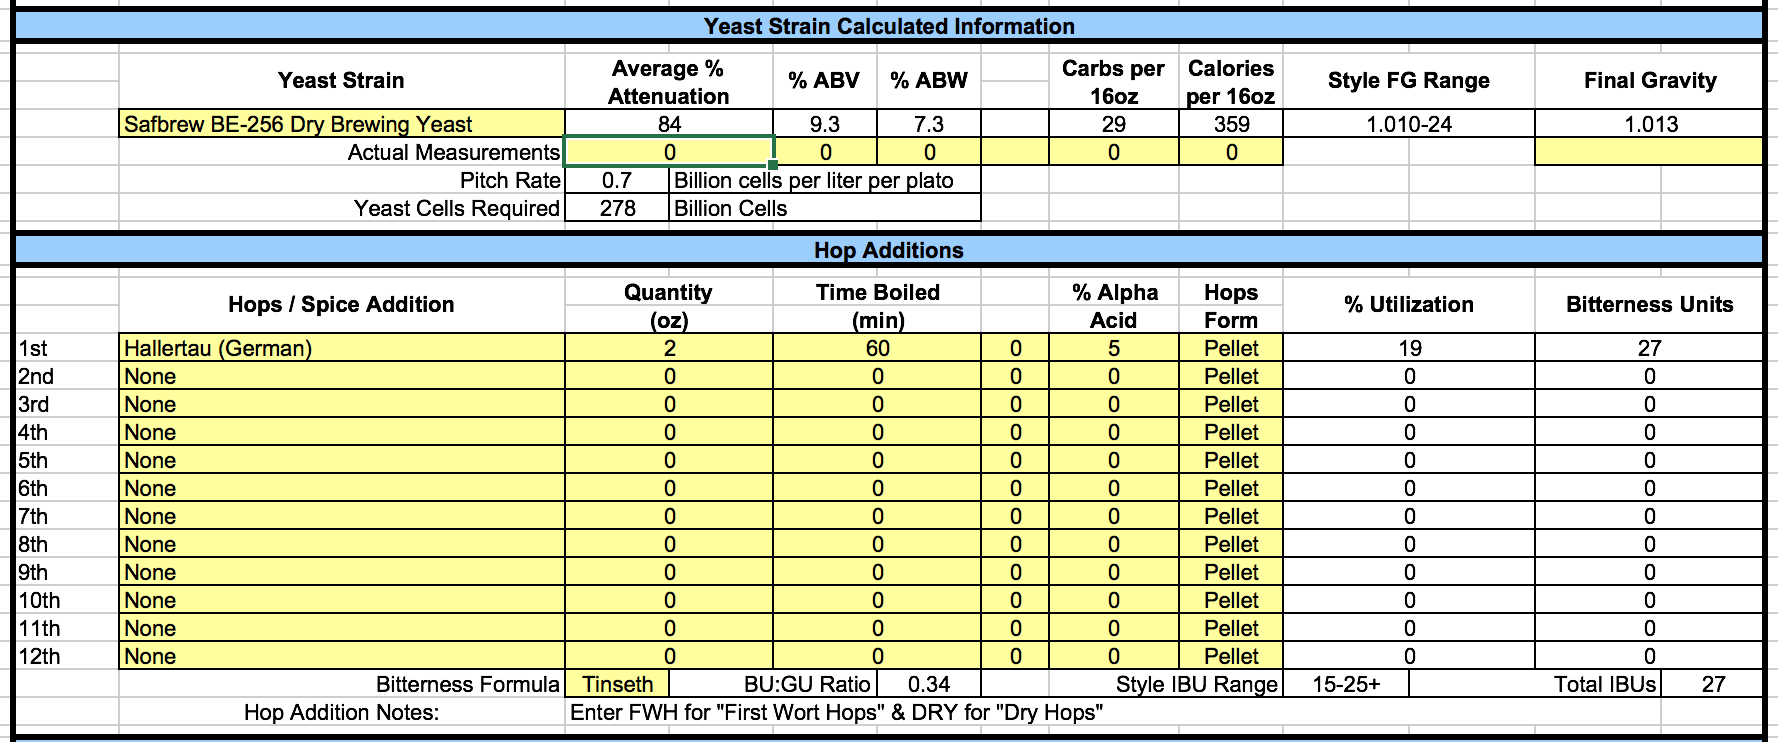 Yeast Strain Calculated Information
Yeast Strain Average % Attenuation % ABV % ABW Carbs per 16oz Calories per 16oz Style FG Range Final Gravity
Safbrew BE-256 Dry Brewing Yeast 84 9.3 7.3 29 359 1.010-24 1.013
Actual Measurements 0 0 0 0 0
Pitch Rate 0.7 Billion cells per liter per plato
Yeast Cells Required 278 Billion Cells
Hop Additions
Hops / Spice Addition Quantity (oz) Time Boiled (min) % Alpha Acid Hops Form % Utilization Bitterness Units
1st Hallertau (German) 2 60 0 5 Pellet 19 27
2nd None 0 0 0 0 Pellet 0 0
3rd None 0 0 0 0 Pellet 0 0
4th None 0 0 0 0 Pellet 0 0
5th None 0 0 0 0 Pellet 0 0
6th None 0 0 0 0 Pellet 0 0
7th None 0 0 0 0 Pellet 0 0
8th None 0 0 0 0 Pellet 0 0
9th None 0 0 0 0 Pellet 0 0
10th None 0 0 0 0 Pellet 0 0
11th None 0 0 0 0 Pellet 0 0
12th None 0 0 0 0 Pellet 0 0
Bitterness Formula Tinseth BU:GU Ratio 0.34 Style IBU Range 15-25+ Total IBUs 27
Hop Addition Notes: Enter FWH for "First Wort Hops" & DRY for "Dry Hops"